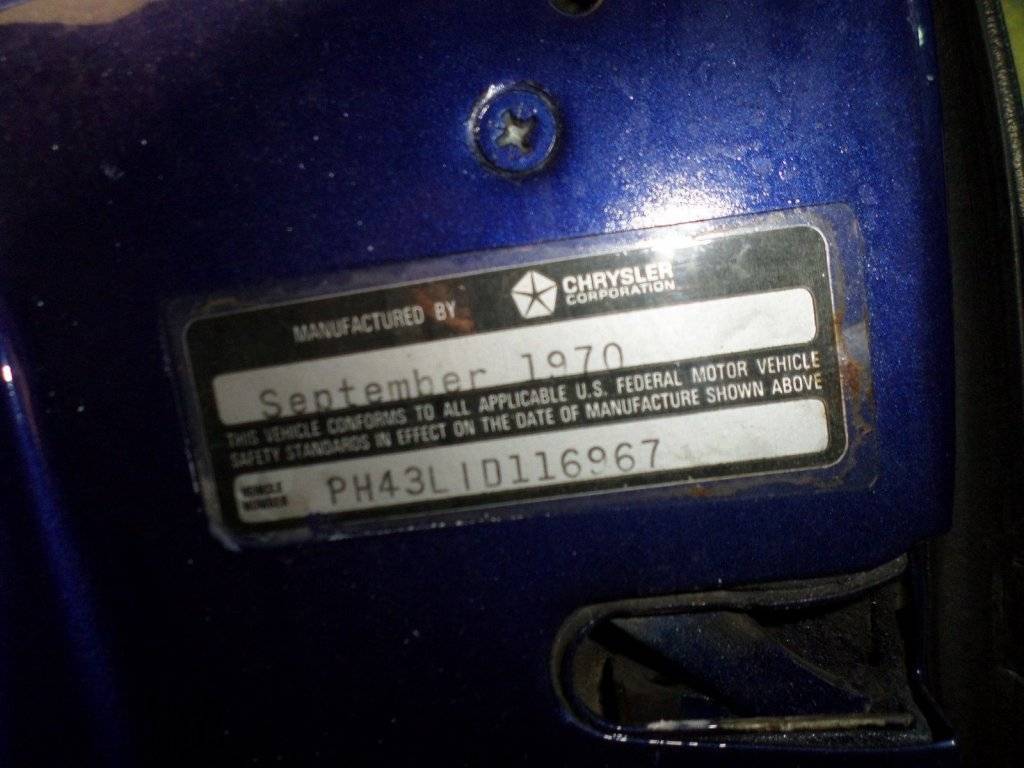 MANUFACTURED BY CHRYSLER CORPORATION
September 1970
THIS VEHICLE CONFORMS TO ALL APPLICABLE U.S. FEDERAL MOTOR VEHICLE
SAFETY STANDARDS IN EFFECT ON THE DATE OF MANUFACTURE SHOWN ABOVE
VEHICLE NUMBER PH43L1D116967